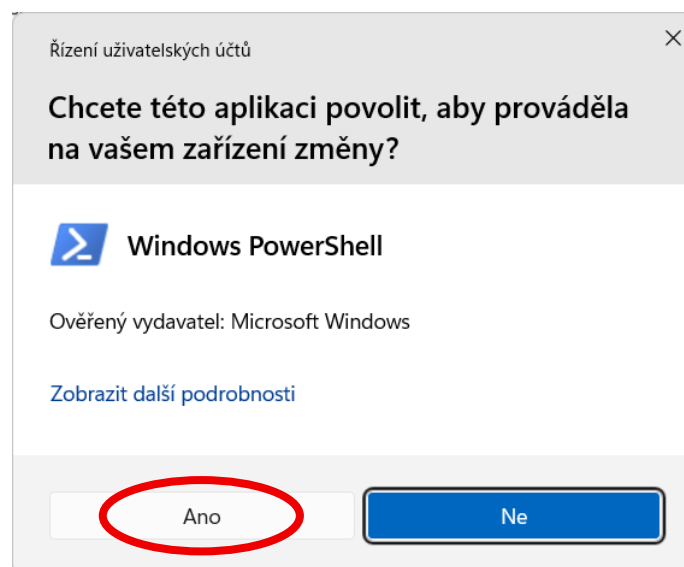 Řízení uživatelských účtů
Chcete této aplikaci povolit, aby prováděla
na vašem zařízení změny?
Windows PowerShell
Ověřený vydavatel: Microsoft Windows
Zobrazit další podrobnosti
Ano
Ne